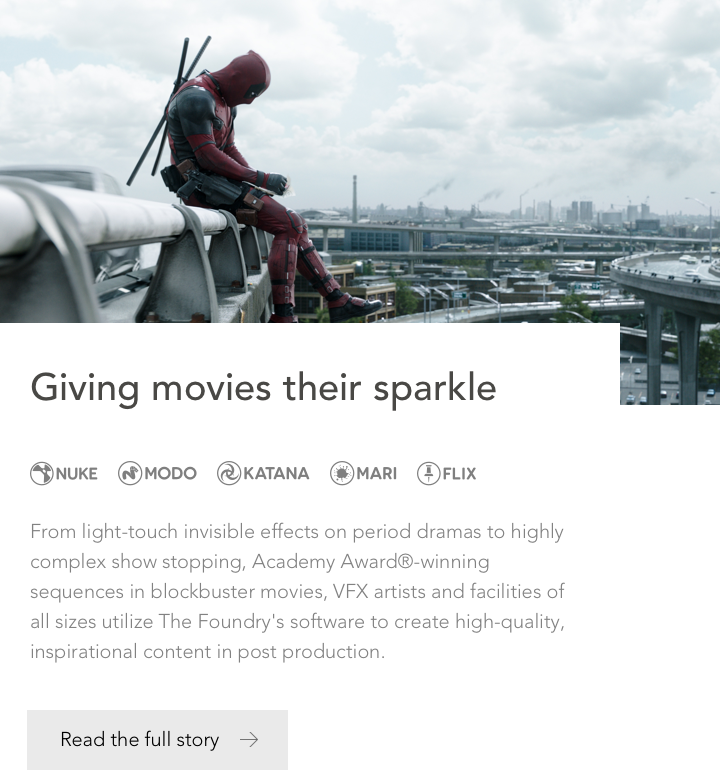 Giving movies their sparkle
NUKE MODO KATANA MARI FLIX
From light-touch invisible effects on period dramas to highly
complex show stopping, Academy Award®-winning
sequences in blockbuster movies, VFX artists and facilities of
all sizes utilize The Foundry's software to create high-quality,
inspirational content in post production.
Read the full story